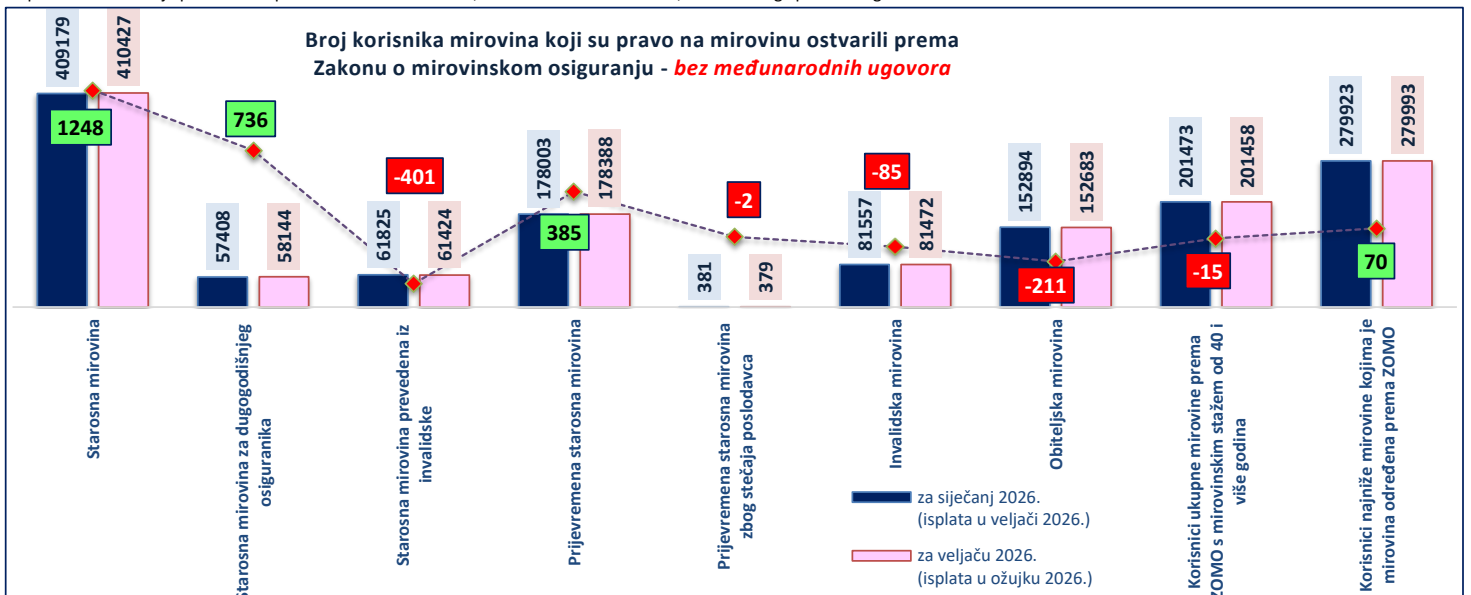 Broj korisnika mirovina koji su pravo na mirovinu ostvarili prema
Zakonu o mirovinskom osiguranju - bez međunarodnih ugovora
409179
410427
1248
57408
58144
736
61825
61424
-401
178003
178388
385
381
379
-2
81557
81472
-85
152894
152683
-211
201473
201458
-15
279923
279993
70
Starosna mirovina
Starosna mirovina za dugogodišnjeg
osiguranika
Starosna mirovina prevedena iz
invalidske
Prijevremena starosna mirovina
Prijevremena starosna mirovina
zbog stečaja poslodavca
Invalidska mirovina
Obiteljska mirovina
Korisnici ukupne mirovine prema
ZOMO s mirovinskim stažem od 40 i
više godina
Korisnici najniže mirovine kojima je
mirovina određena prema ZOMO
za siječanj 2026.
(isplata u veljači 2026.)
za veljaču 2026.
(isplata u ožujku 2026.)